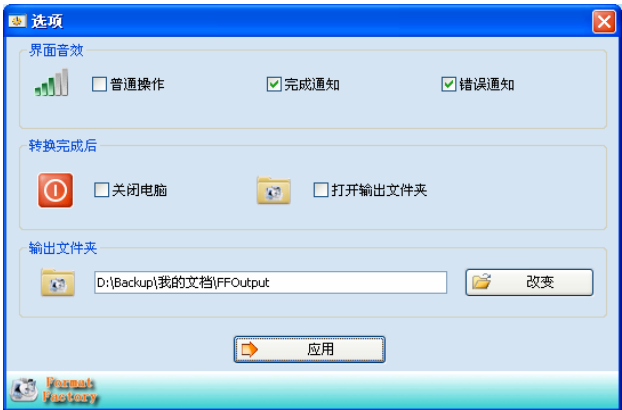 选项
界面音效
普通操作
完成通知
错误通知
转换完成后
关闭电脑
打开输出文件夹
输出文件夹
D:\Backup\我的文档\FFOutput
改变
应用
Format
Factory